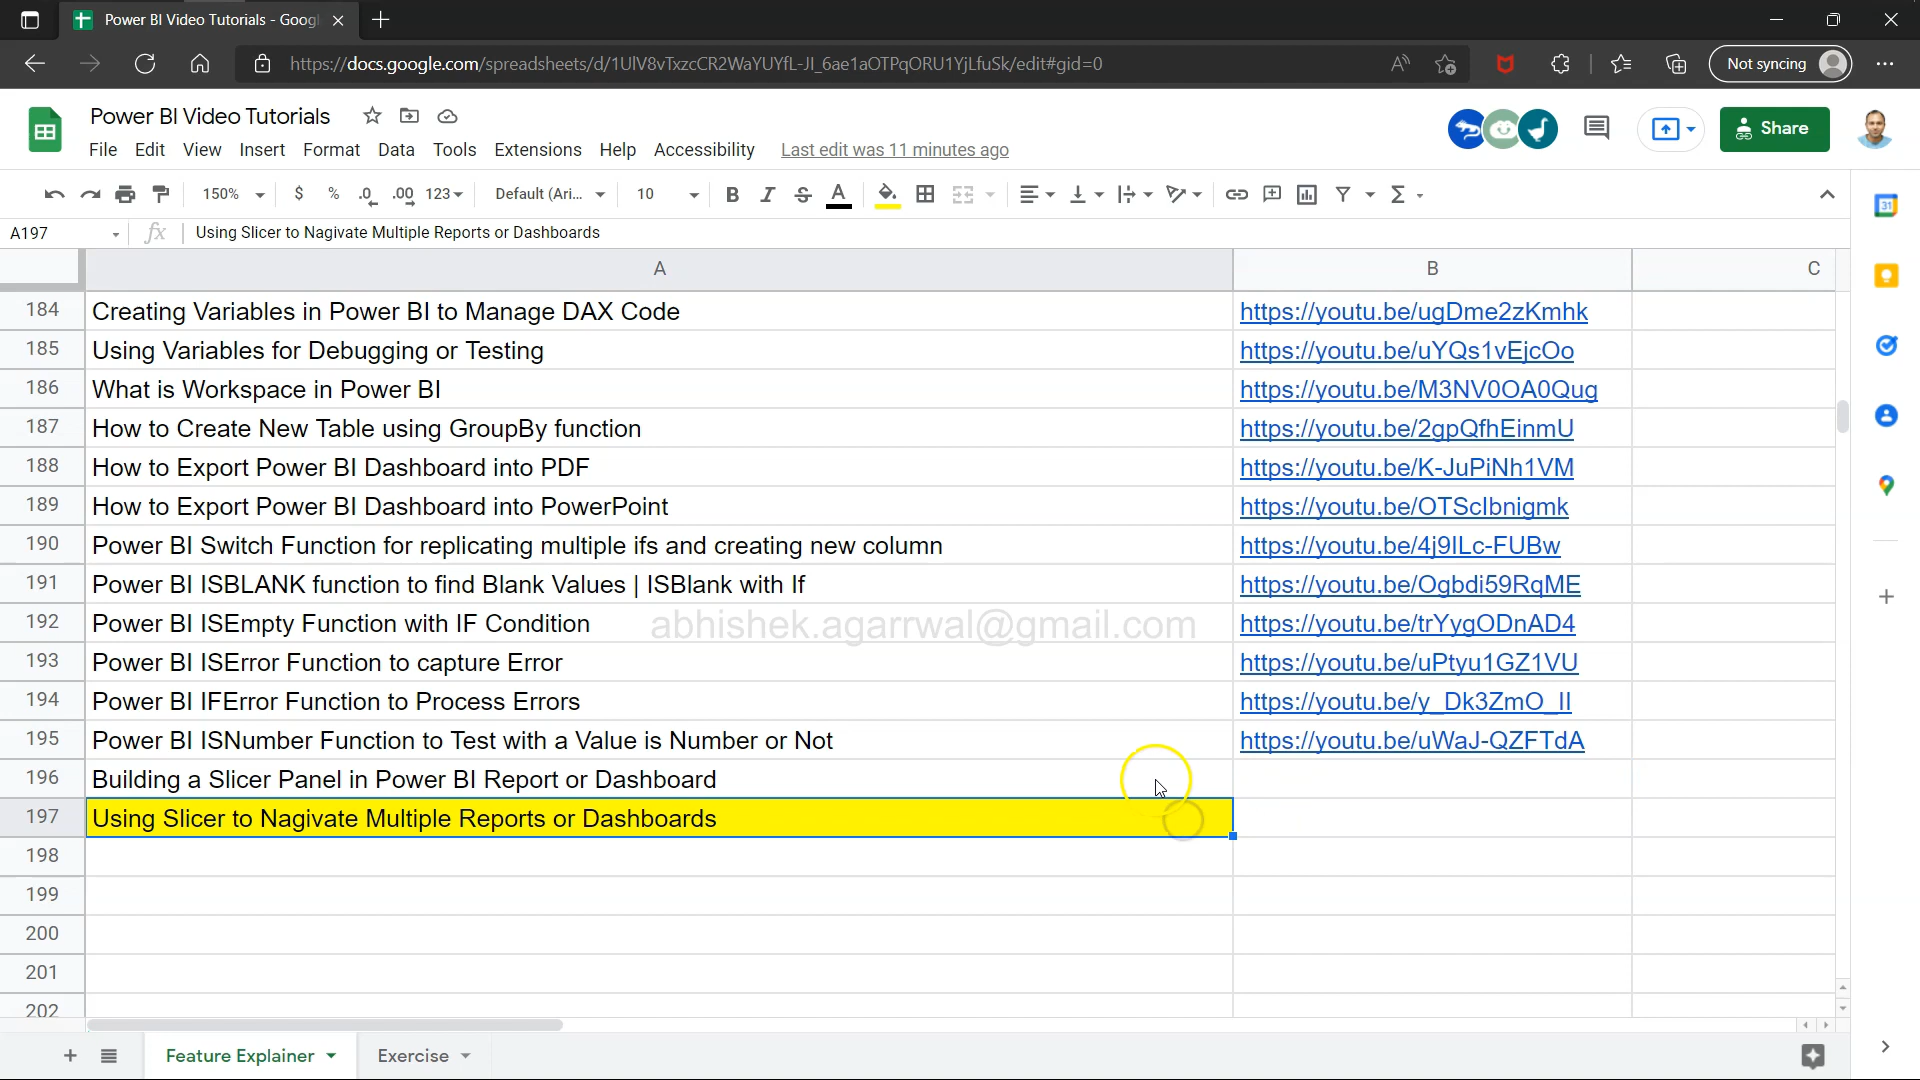 Power BI Video Tutorials - Goog
https://docs.google.com/spreadsheets/d/1UlV8vTxzcCR2WaYUYfL-JI_6ae1aOTPqORU1YjLfuSk/edit#gid=0
Not syncing
Power BI Video Tutorials
File Edit View Insert Format Data Tools Extensions Help Accessibility Last edit was 11 minutes ago
Share
150% $ % .0 .00 123 Default (Ari... 10 B I S A Σ
A197 fx Using Slicer to Nagivate Multiple Reports or Dashboards
A B C
184 Creating Variables in Power BI to Manage DAX Code https://youtu.be/ugDme2zKmhk
185 Using Variables for Debugging or Testing https://youtu.be/uYQs1vEjcOo
186 What is Workspace in Power BI https://youtu.be/M3NV0OA0Qug
187 How to Create New Table using GroupBy function https://youtu.be/2gpQfhEinmU
188 How to Export Power BI Dashboard into PDF https://youtu.be/K-JuPiNh1VM
189 How to Export Power BI Dashboard into PowerPoint https://youtu.be/OTSclbnigmk
190 Power BI Switch Function for replicating multiple ifs and creating new column https://youtu.be/4j9ILc-FUBw
191 Power BI ISBLANK function to find Blank Values | ISBlank with If https://youtu.be/Ogbdi59RqME
192 Power BI ISEmpty Function with IF Condition abhishek.agarrwal@gmail.com https://youtu.be/trYygODnAD4
193 Power BI ISError Function to capture Error https://youtu.be/uPtyu1GZ1VU
194 Power BI IFError Function to Process Errors https://youtu.be/y_Dk3ZmO_II
195 Power BI ISNumber Function to Test with a Value is Number or Not https://youtu.be/uWaJ-QZFTdA
196 Building a Slicer Panel in Power BI Report or Dashboard
197 Using Slicer to Nagivate Multiple Reports or Dashboards
198
199
200
201
202
Feature Explainer Exercise